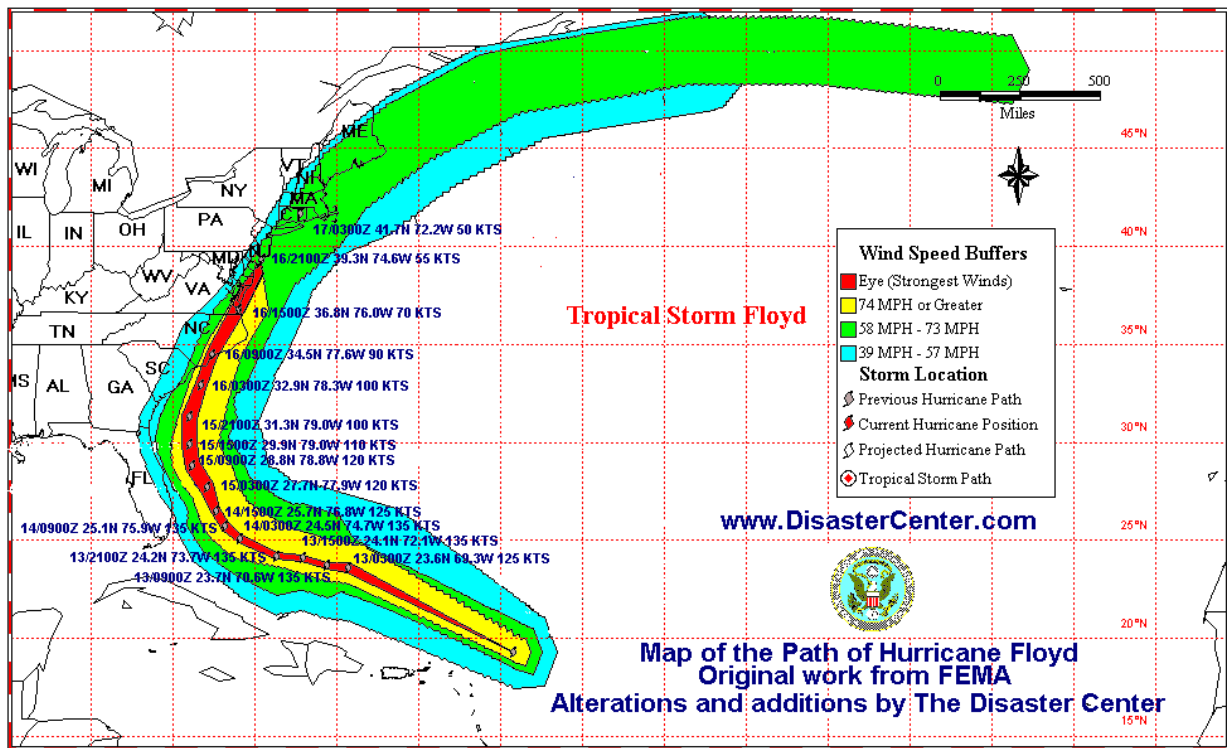 0 250 500
Miles
ME
45°N
VT
WI
NH
MI
NY
MA
CT
PA
17/0300Z 41.7N 72.2W 50 KTS
IL
IN
OH
40°N
NJ
MD
16/2100Z 39.3N 74.6W 55 KTS
Wind Speed Buffers
WV
VA
Eye (Strongest Winds)
KY
74 MPH or Greater
16/1500Z 36.8N 76.0W 70 KTS
Tropical Storm Floyd
TN
NC
58 MPH - 73 MPH
35°N
16/0900Z 34.5N 77.6W 90 KTS
39 MPH - 57 MPH
SC
Storm Location
MS
AL
GA
16/0300Z 32.9N 78.3W 100 KTS
Previous Hurricane Path
15/2100Z 31.3N 79.0W 100 KTS
Current Hurricane Position
15/1500Z 29.9N 79.0W 110 KTS
30°N
Projected Hurricane Path
15/0900Z 28.8N 78.8W 120 KTS
FL
Tropical Storm Path
15/0300Z 27.7N 77.9W 120 KTS
14/1500Z 25.7N 76.8W 125 KTS
www.DisasterCenter.com
14/0900Z 25.1N 75.9W 135 KTS
14/0300Z 24.5N 74.7W 135 KTS
25°N
13/1500Z 24.1N 72.1W 135 KTS
13/2100Z 24.2N 73.7W 135 KTS
13/0300Z 23.6N 69.3W 125 KTS
13/0900Z 23.7N 70.6W 135 KTS
20°N
Map of the Path of Hurricane Floyd
Original work from FEMA
Alterations and additions by The Disaster Center
15°N